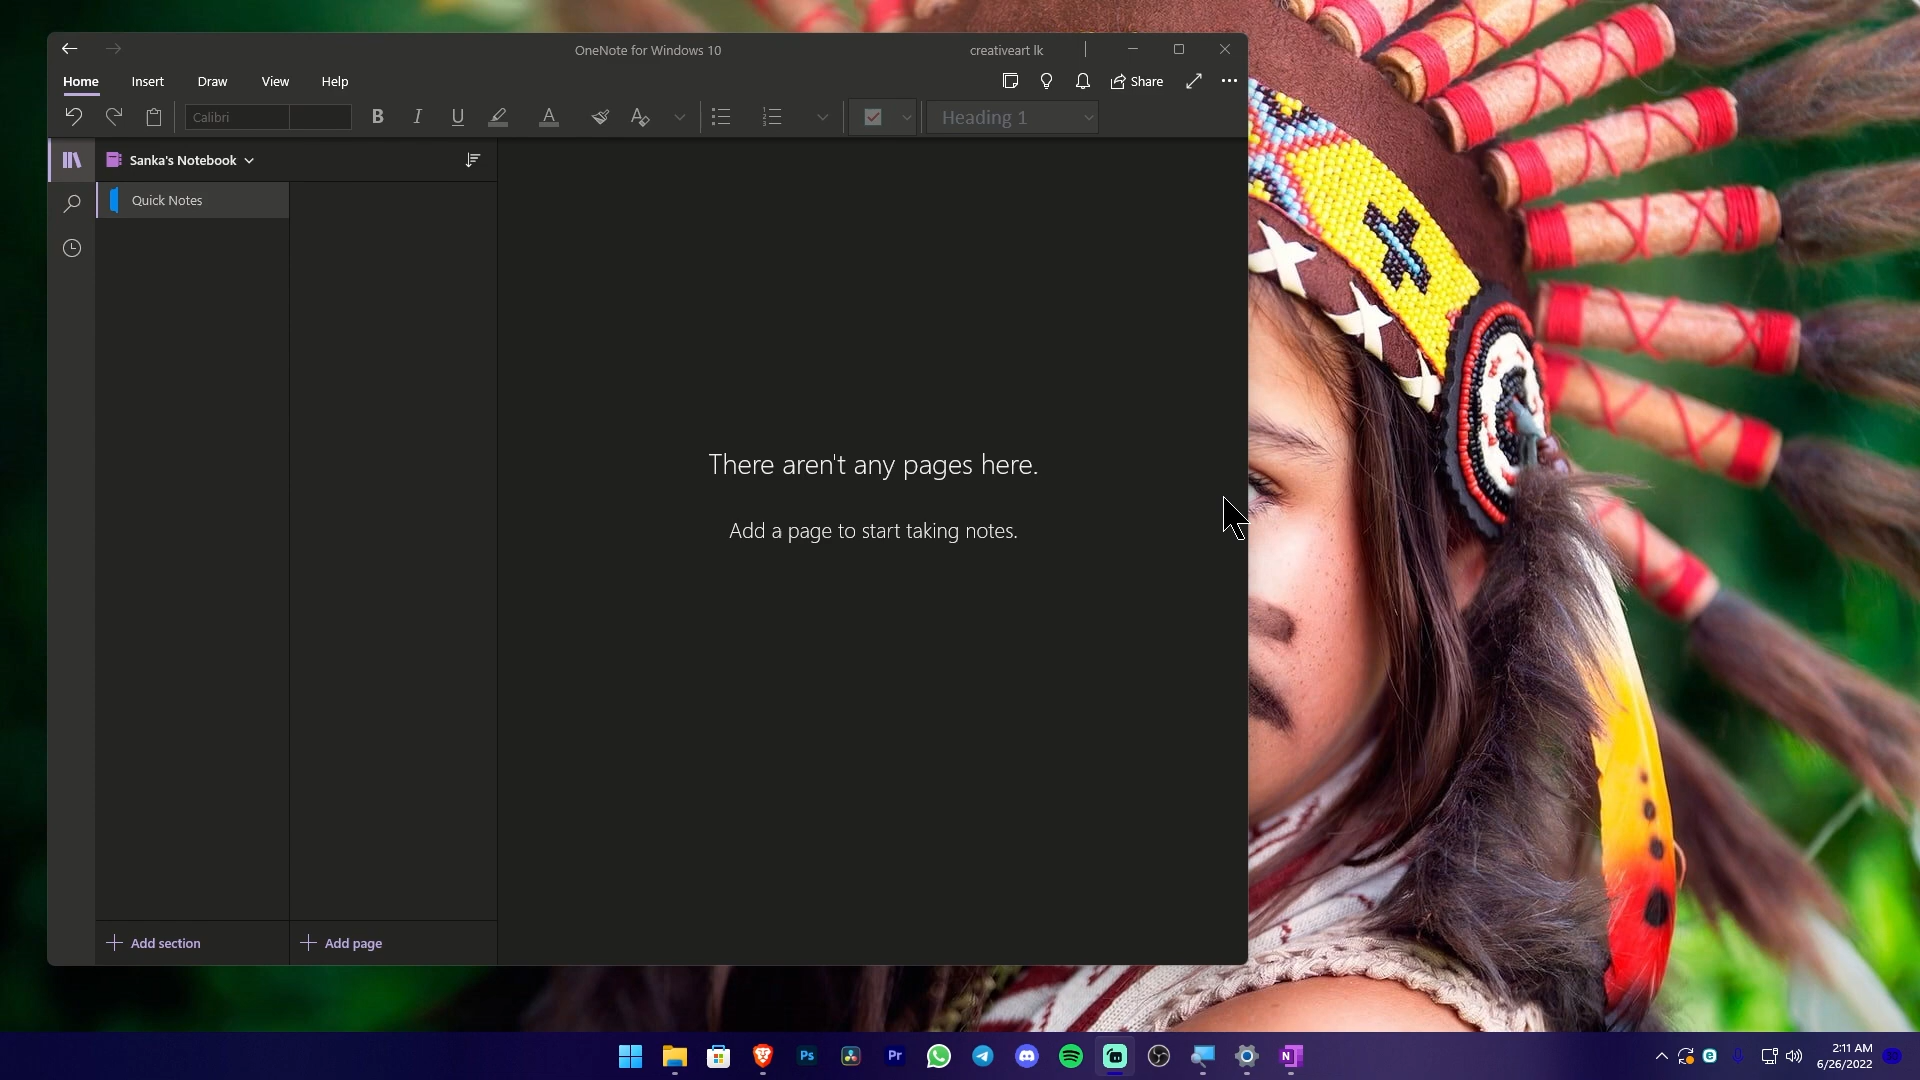 OneNote for Windows 10
creativeart lk
Home
Insert
Draw
View
Help
Share
Calibri
B
I
U
A
A
Heading 1
Sanka's Notebook
Quick Notes
There aren't any pages here.
Add a page to start taking notes.
Add section
Add page
Ps
Pr
N
2:11 AM
6/26/2022